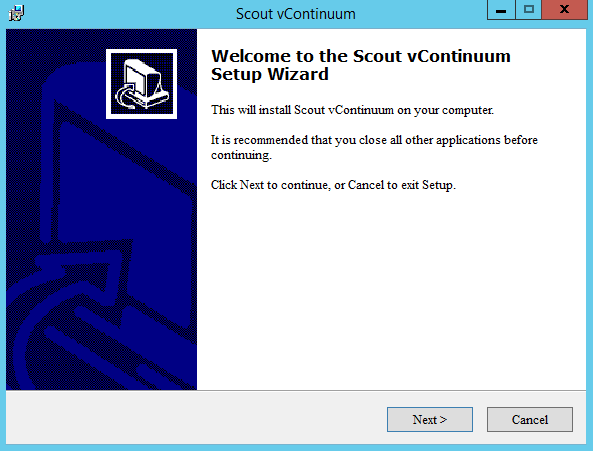 Scout vContinuum
Welcome to the Scout vContinuum
Setup Wizard
This will install Scout vContinuum on your computer.
It is recommended that you close all other applications before
continuing.
Click Next to continue, or Cancel to exit Setup.
Next >
Cancel